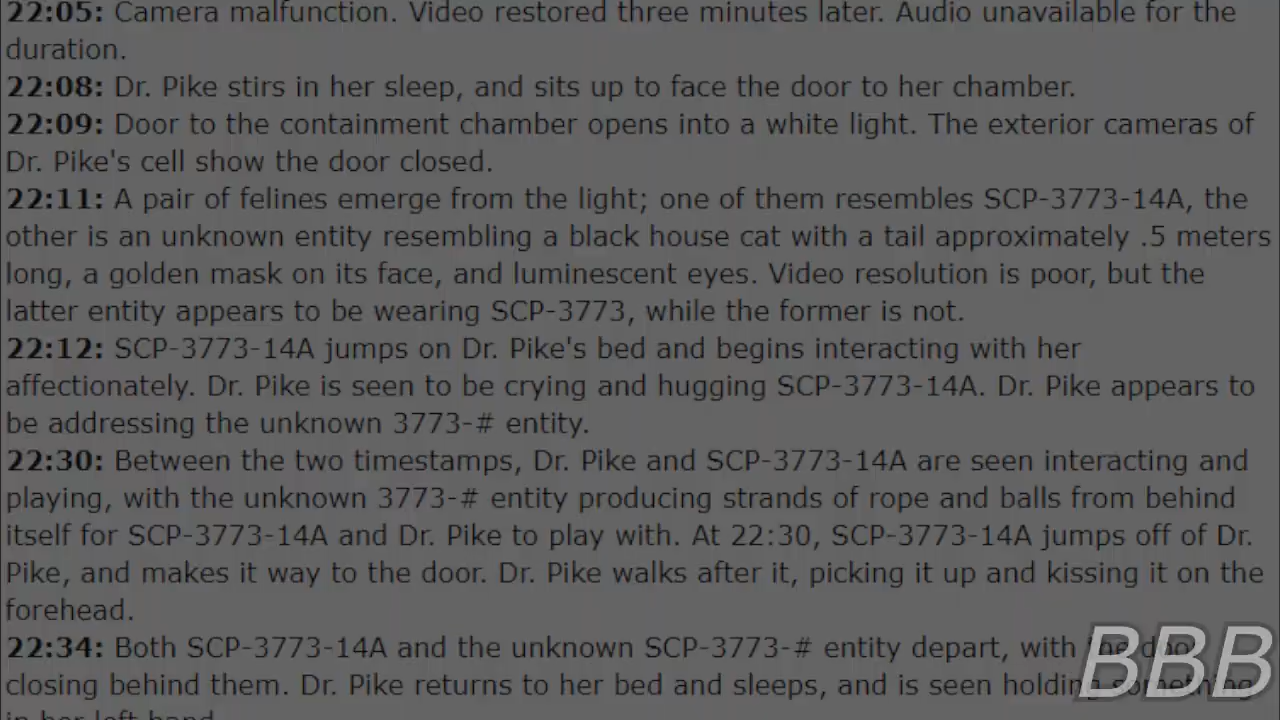 22:05: Camera malfunction. Video restored three minutes later. Audio unavailable for the
duration.
22:08: Dr. Pike stirs in her sleep, and sits up to face the door to her chamber.
22:09: Door to the containment chamber opens into a white light. The exterior cameras of
Dr. Pike's cell show the door closed.
22:11: A pair of felines emerge from the light; one of them resembles SCP-3773-14A, the
other is an unknown entity resembling a black house cat with a tail approximately .5 meters
long, a golden mask on its face, and luminescent eyes. Video resolution is poor, but the
latter entity appears to be wearing SCP-3773, while the former is not.
22:12: SCP-3773-14A jumps on Dr. Pike's bed and begins interacting with her
affectionately. Dr. Pike is seen to be crying and hugging SCP-3773-14A. Dr. Pike appears to
be addressing the unknown 3773-# entity.
22:30: Between the two timestamps, Dr. Pike and SCP-3773-14A are seen interacting and
playing, with the unknown 3773-# entity producing strands of rope and balls from behind
itself for SCP-3773-14A and Dr. Pike to play with. At 22:30, SCP-3773-14A jumps off of Dr.
Pike, and makes it way to the door. Dr. Pike walks after it, picking it up and kissing it on the
forehead.
22:34: Both SCP-3773-14A and the unknown SCP-3773-# entity depart, with the door
closing behind them. Dr. Pike returns to her bed and sleeps, and is seen holding something
in her left hand.
BBB